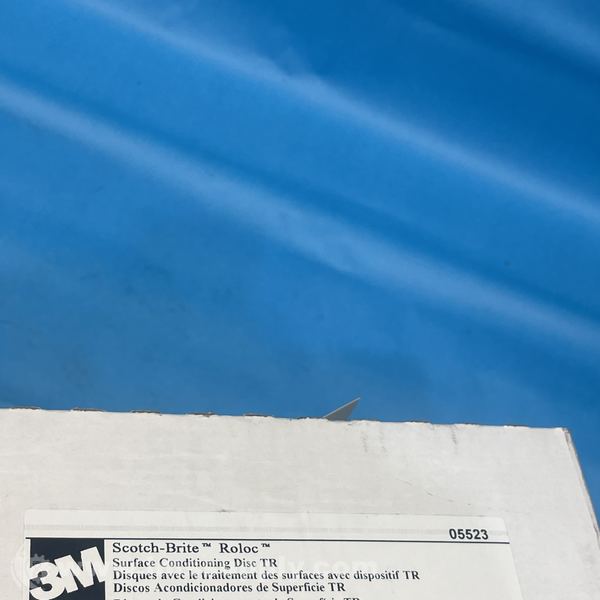 05523
3M
Scotch-Brite™ Roloc™
Surface Conditioning Disc TR
Disques avec le traitement des surfaces avec dispositif TR
Discos Acondicionadores de Superficie TR